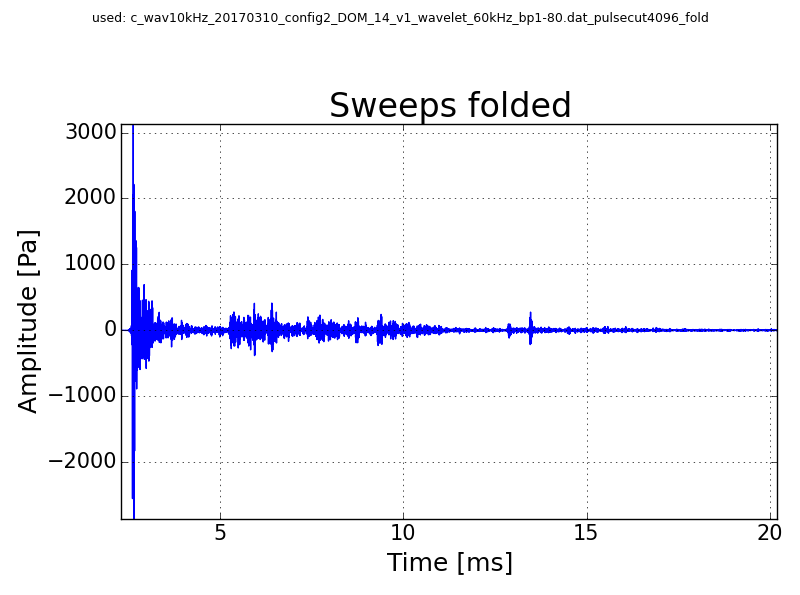 used: c_wav10kHz_20170310_config2_DOM_14_v1_wavelet_60kHz_bp1-80.dat_pulsecut4096_fold
Sweeps folded
3000
2000
1000
0
−1000
−2000
Amplitude [Pa]
5 10 15 20
Time [ms]